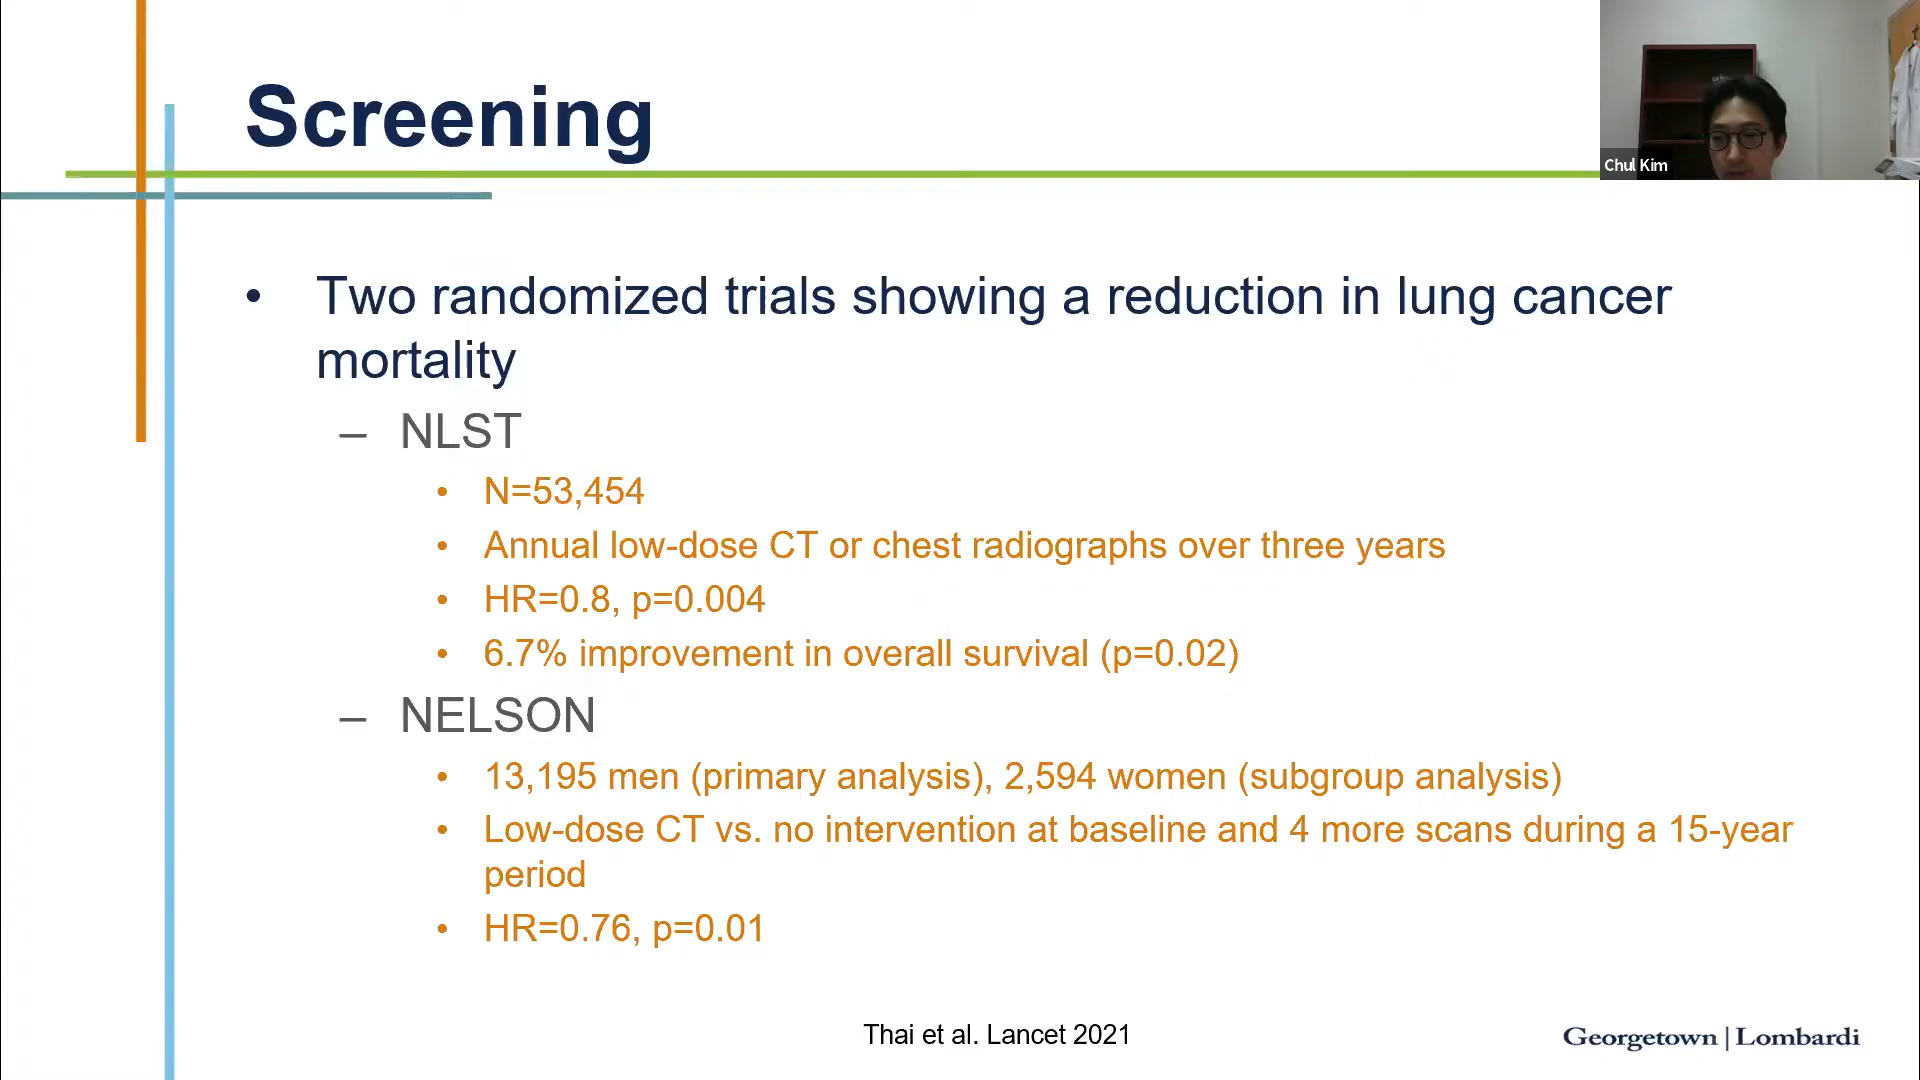 Screening
Chul Kim
• Two randomized trials showing a reduction in lung cancer
mortality
– NLST
• N=53,454
• Annual low-dose CT or chest radiographs over three years
• HR=0.8, p=0.004
• 6.7% improvement in overall survival (p=0.02)
– NELSON
• 13,195 men (primary analysis), 2,594 women (subgroup analysis)
• Low-dose CT vs. no intervention at baseline and 4 more scans during a 15-year
period
• HR=0.76, p=0.01
Thai et al. Lancet 2021
Georgetown | Lombardi